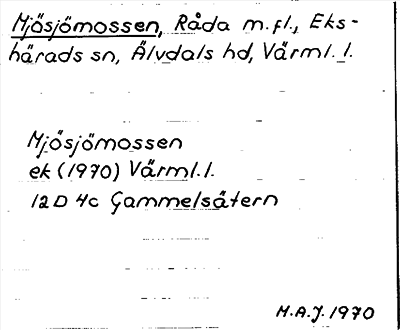 Mjösjömossen, Råda m.fl., Eks-
härads sn, Älvdals hd, Värml. l.
Mjösjömossen
ek (1970) Värml. l.
12D 4c Gammelsätern
M.A.J. 1970